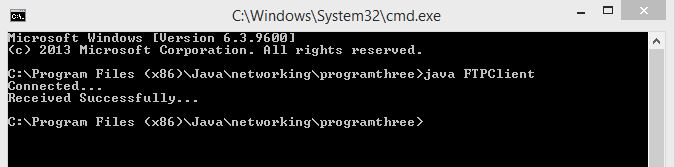 C:\Windows\System32\cmd.exe
Microsoft Windows [Version 6.3.9600]
(c) 2013 Microsoft Corporation. All rights reserved.
C:\Program Files (x86)\Java\networking\programthree>java FTPClient
Connected...
Received Successfully...
C:\Program Files (x86)\Java\networking\programthree>